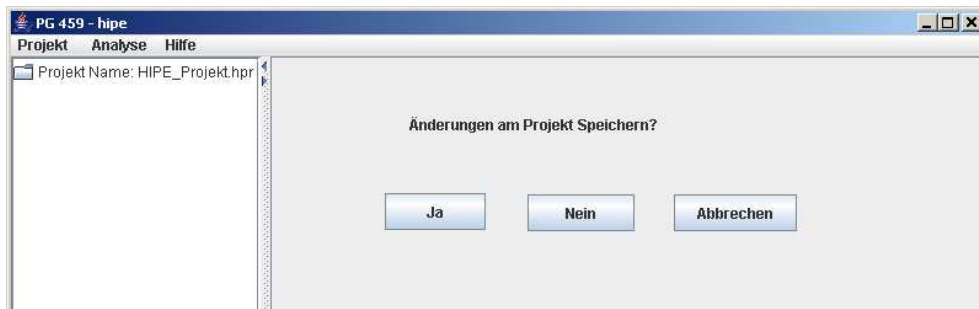 PG 459 - hipe
Projekt Analyse Hilfe
Projekt Name: HIPE_Projekt.hpr
Änderungen am Projekt Speichern?
Ja Nein Abbrechen